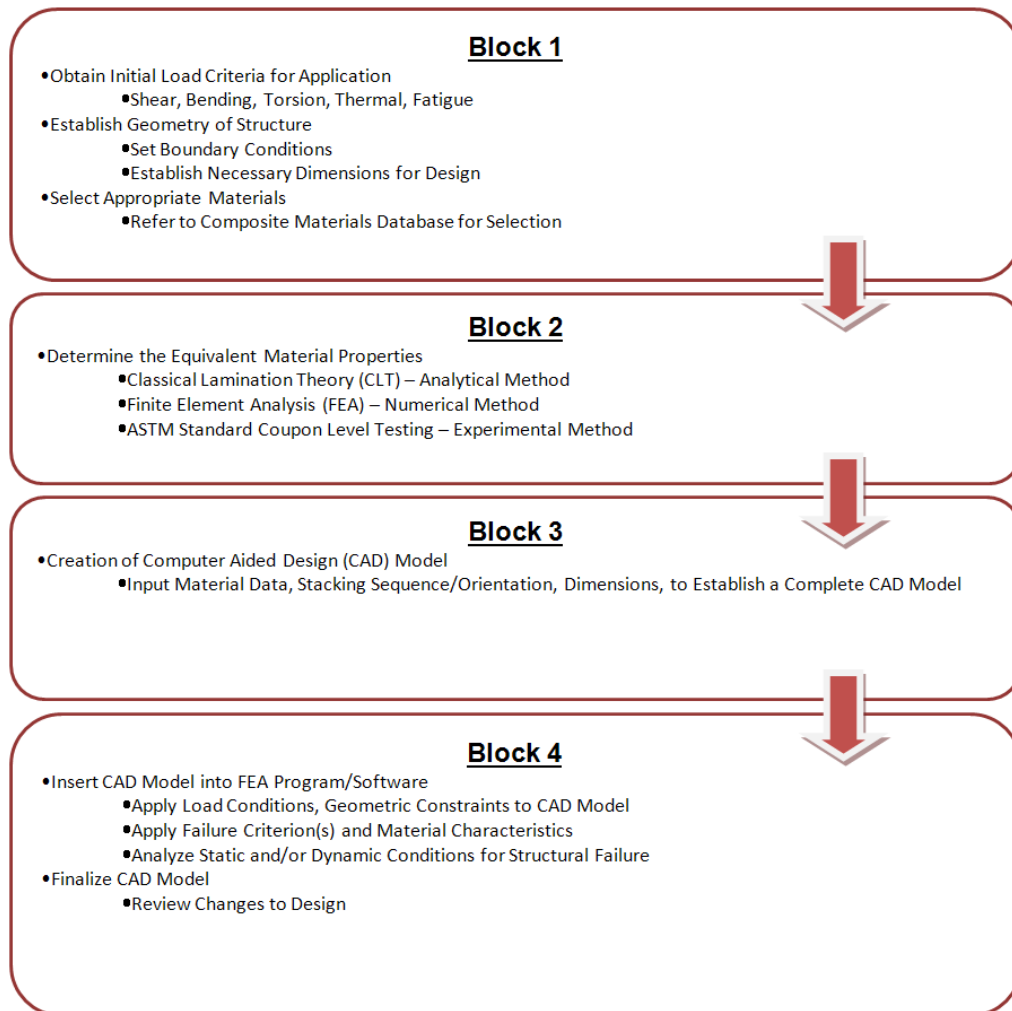 Block 1
•Obtain Initial Load Criteria for Application
•Shear, Bending, Torsion, Thermal, Fatigue
•Establish Geometry of Structure
•Set Boundary Conditions
•Establish Necessary Dimensions for Design
•Select Appropriate Materials
•Refer to Composite Materials Database for Selection
Block 2
•Determine the Equivalent Material Properties
•Classical Lamination Theory (CLT) – Analytical Method
•Finite Element Analysis (FEA) – Numerical Method
•ASTM Standard Coupon Level Testing – Experimental Method
Block 3
•Creation of Computer Aided Design (CAD) Model
•Input Material Data, Stacking Sequence/Orientation, Dimensions, to Establish a Complete CAD Model
Block 4
•Insert CAD Model into FEA Program/Software
•Apply Load Conditions, Geometric Constraints to CAD Model
•Apply Failure Criterion(s) and Material Characteristics
•Analyze Static and/or Dynamic Conditions for Structural Failure
•Finalize CAD Model
•Review Changes to Design